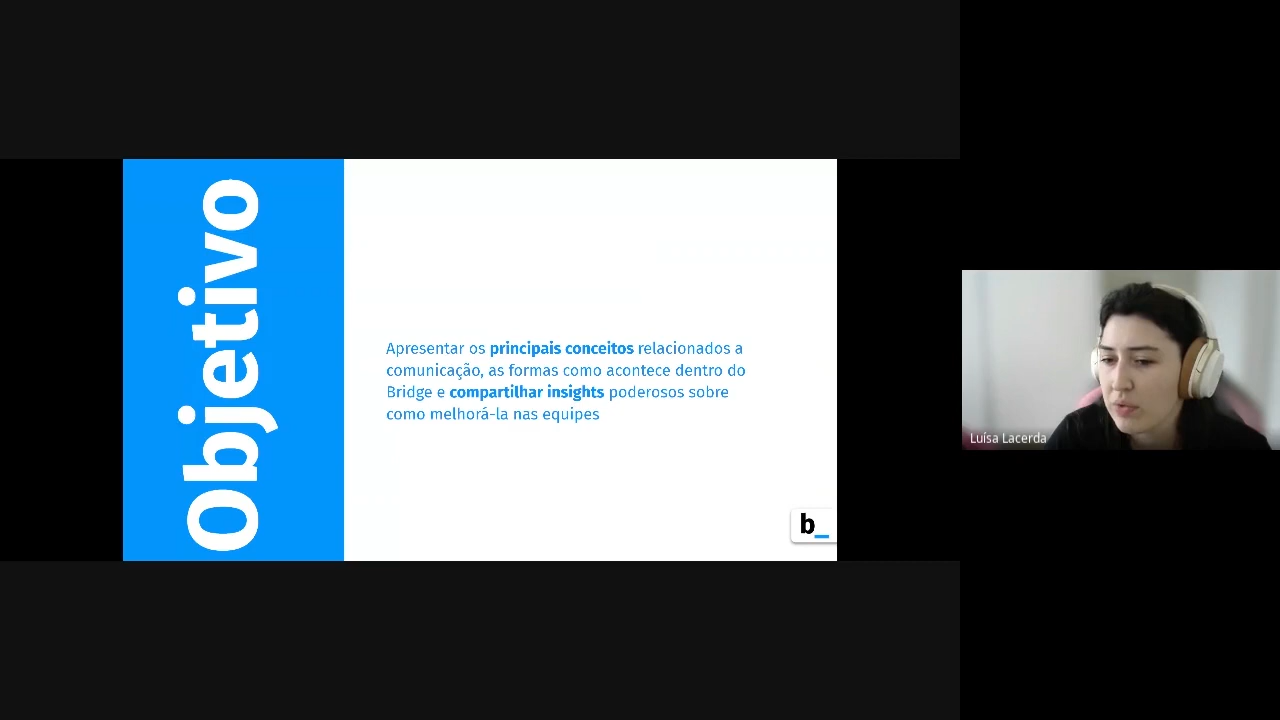 Objetivo
Apresentar os principais conceitos relacionados a
comunicação, as formas como acontece dentro do
Bridge e compartilhar insights poderosos sobre
como melhorá-la nas equipes
b_
Luísa Lacerda